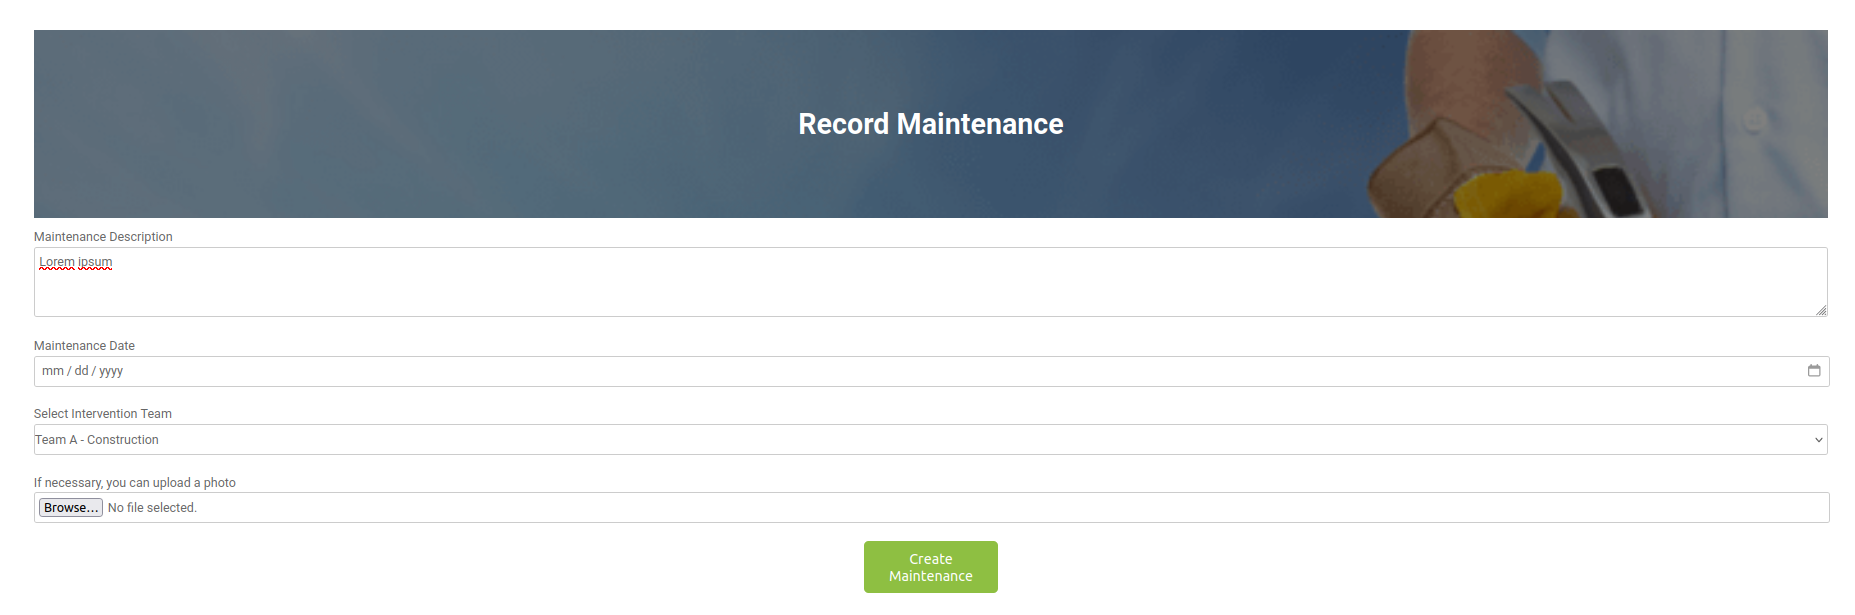 Record Maintenance
Maintenance Description
Lorem ipsum
Maintenance Date
mm / dd / yyyy
Select Intervention Team
Team A - Construction
If necessary, you can upload a photo
Browse... No file selected.
Create
Maintenance